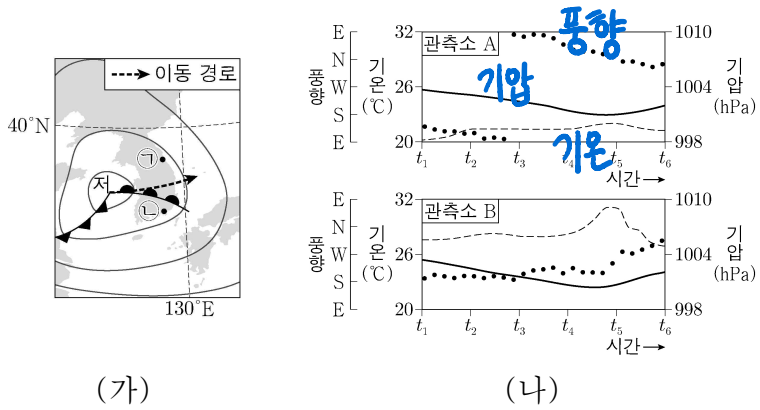 이동 경로
40°N
저
㉠
㉡
130°E
(가)
E
N
W
S
E
풍향
기온
(℃)
32
26
20
관측소 A
풍향
기압
기온
1010
1004
998
기압
(hPa)
t1 t2 t3 t4 t5 t6
시간→
E
N
W
S
E
풍향
기온
(℃)
32
26
20
관측소 B
1010
1004
998
기압
(hPa)
t1 t2 t3 t4 t5 t6
시간→
(나)